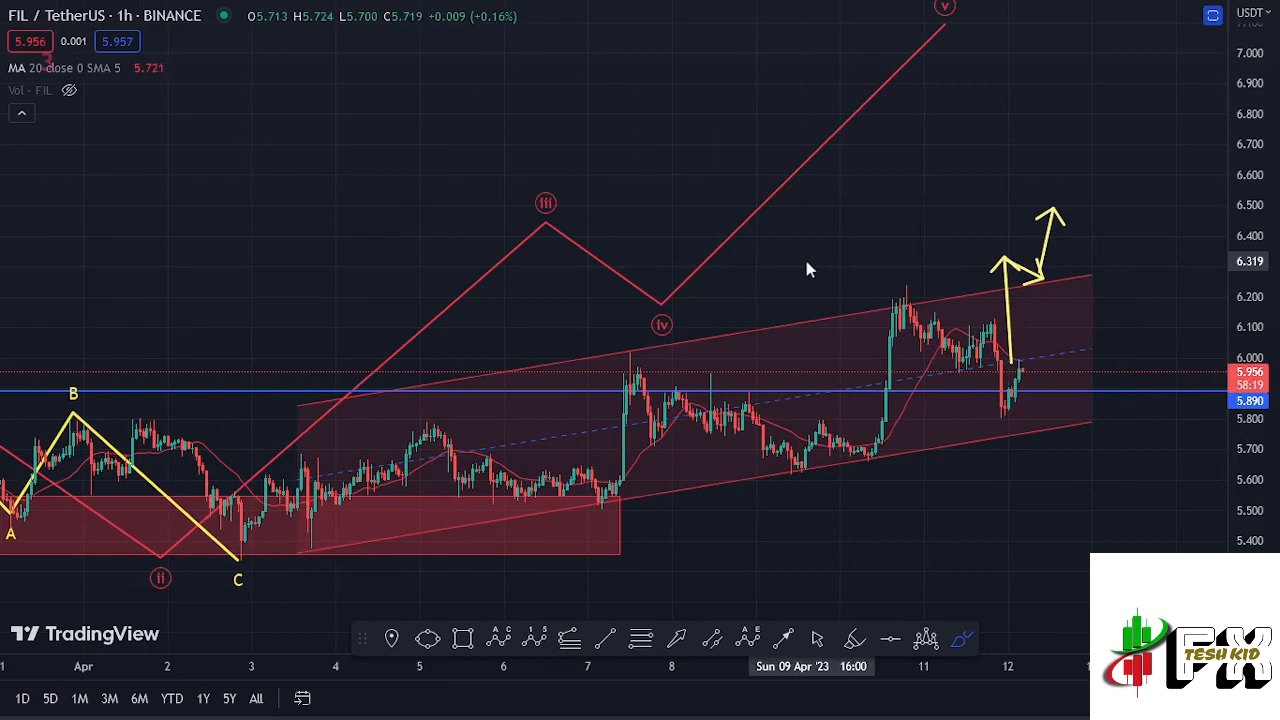 FIL / TetherUS · 1h · BINANCE O5.713 H5.724 L5.700 C5.719 +0.009 (+0.16%)
USDT
5.956 0.001 5.957
3
MA 20 close 0 SMA 5 5.721
Vol · FIL
v
7.000
6.900
6.800
6.700
6.600
iii
6.500
6.400
6.319
6.200
iv
6.100
6.000
5.956
58:19
5.890
B
5.800
5.700
5.600
5.500
A
5.400
ii
C
TradingView
A C 1 5 A E
1 Apr 2 3 4 5 6 7 8 Sun 09 Apr '23 16:00 11 12
1D 5D 1M 3M 6M YTD 1Y 5Y All
FX
TESH KID